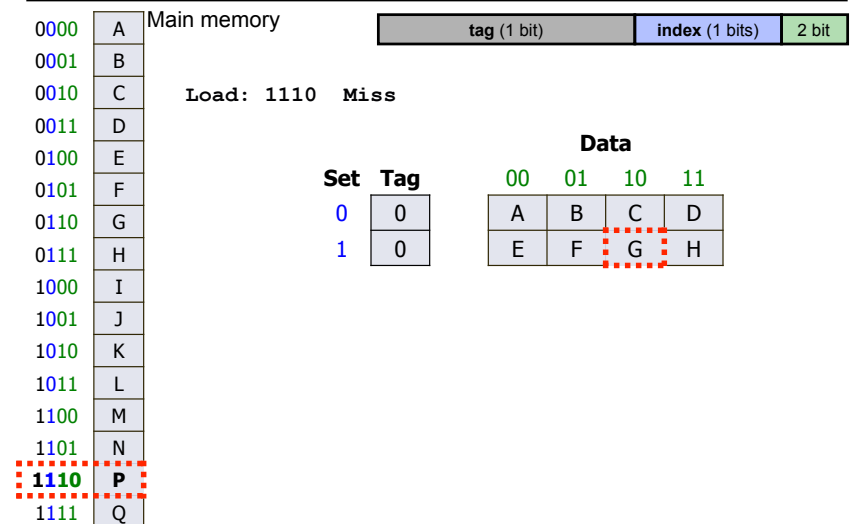 Main memory
tag (1 bit) index (1 bits) 2 bit
0000 A
0001 B
0010 C
Load: 1110 Miss
0011 D
Data
0100 E
Set Tag 00 01 10 11
0101 F
0 0 A B C D
0110 G
1 0 E F G H
0111 H
1000 I
1001 J
1010 K
1011 L
1100 M
1101 N
1110 P
1111 Q